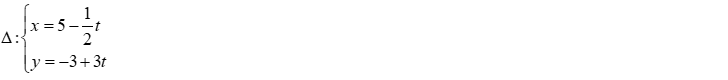 Δ: { x = 5 - 1/2 t
y = -3 + 3t